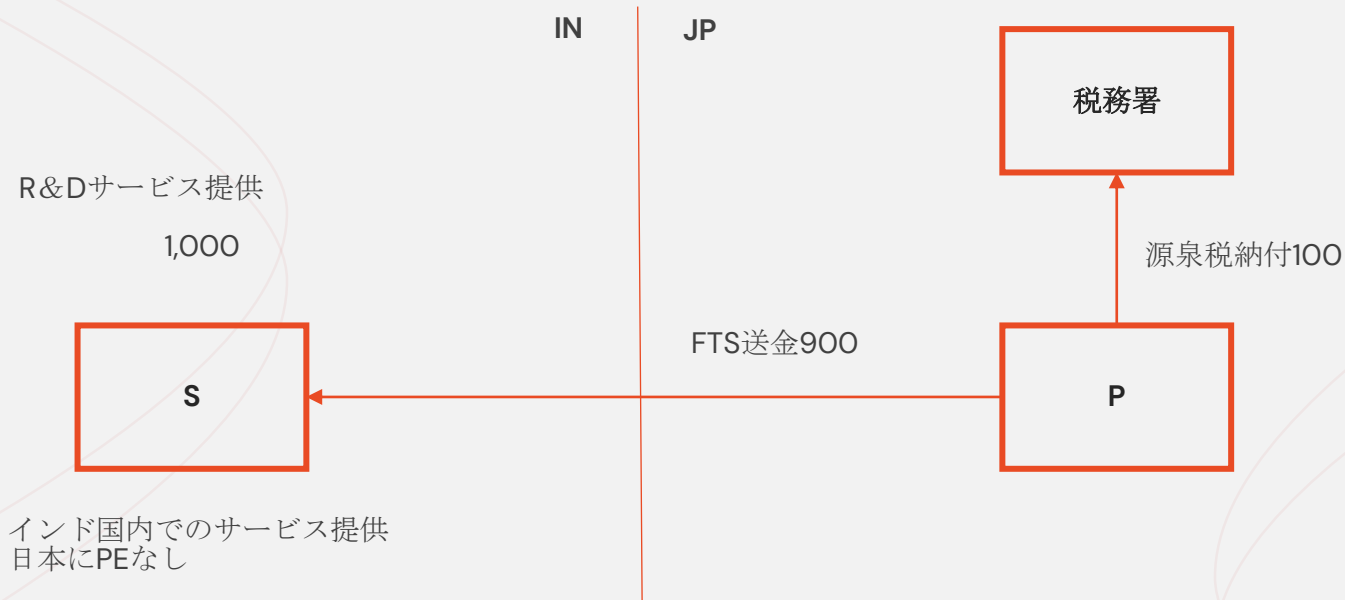 IN
JP
税務署
R&Dサービス提供
1,000
源泉税納付100
FTS送金900
S
P
インド国内でのサービス提供
日本にPEなし